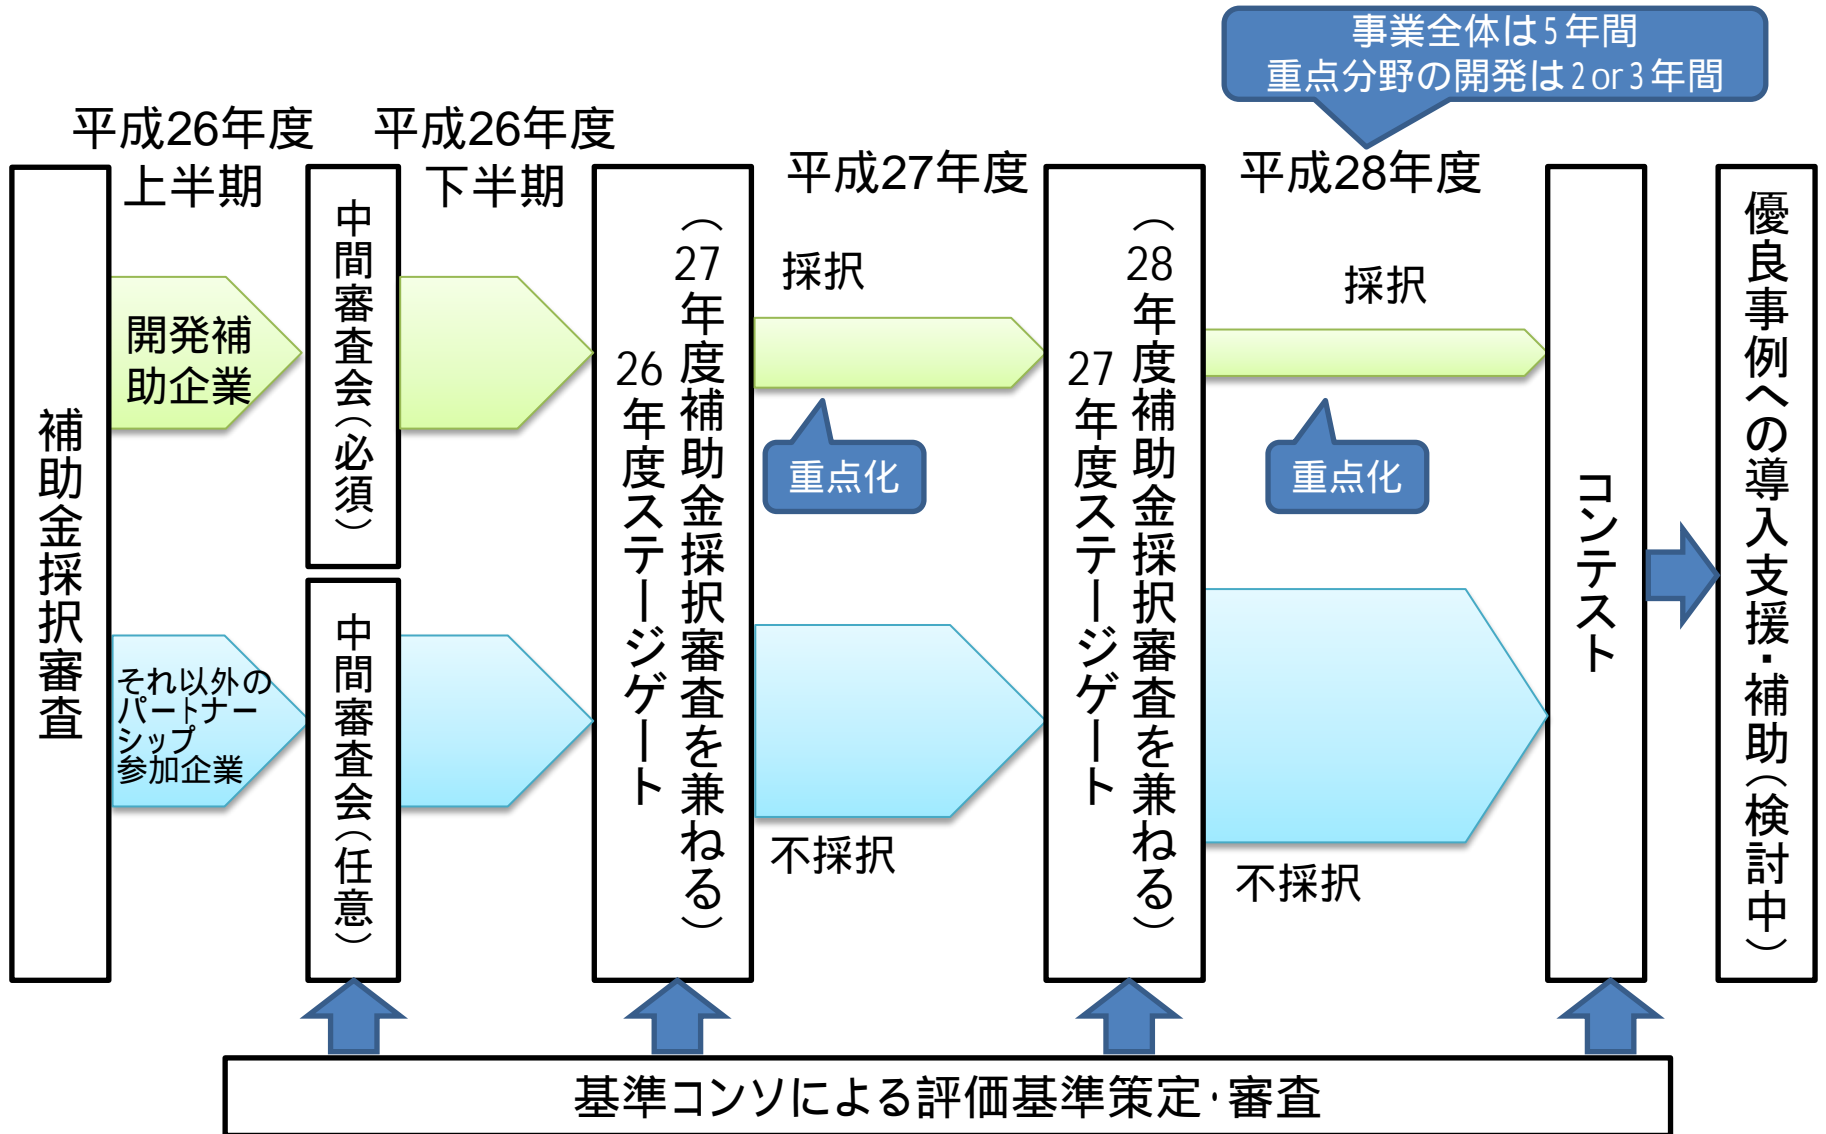 事業全体は5年間
重点分野の開発は2or3年間
平成26年度
上半期
平成26年度
下半期
平成27年度
平成28年度
補助金採択審査
開発補
助企業
それ以外の
パートナー
シップ
参加企業
中間審査会(必須)
中間審査会(任意)
(27年度補助金採択審査を兼ねる)
26年度ステージゲート
採択
重点化
不採択
(28年度補助金採択審査を兼ねる)
27年度ステージゲート
採択
重点化
不採択
コンテスト
優良事例への導入支援・補助(検討中)
基準コンソによる評価基準策定・審査